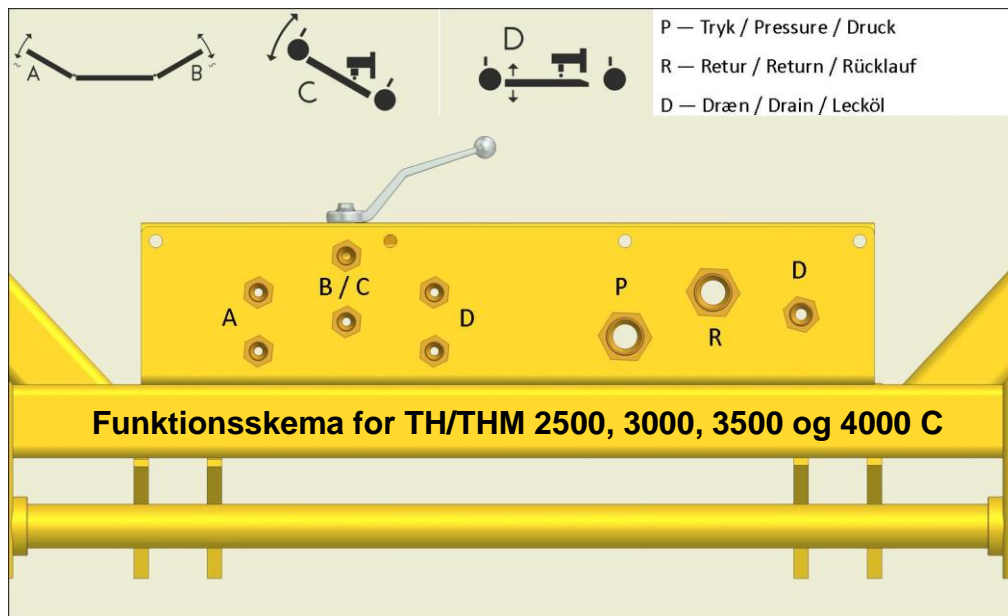 A B
C
D
P — Tryk / Pressure / Druck
R — Retur / Return / Rücklauf
D — Dræn / Drain / Lecköl
A
B / C
D
P
R
D
Funktionsskema for TH/THM 2500, 3000, 3500 og 4000 C